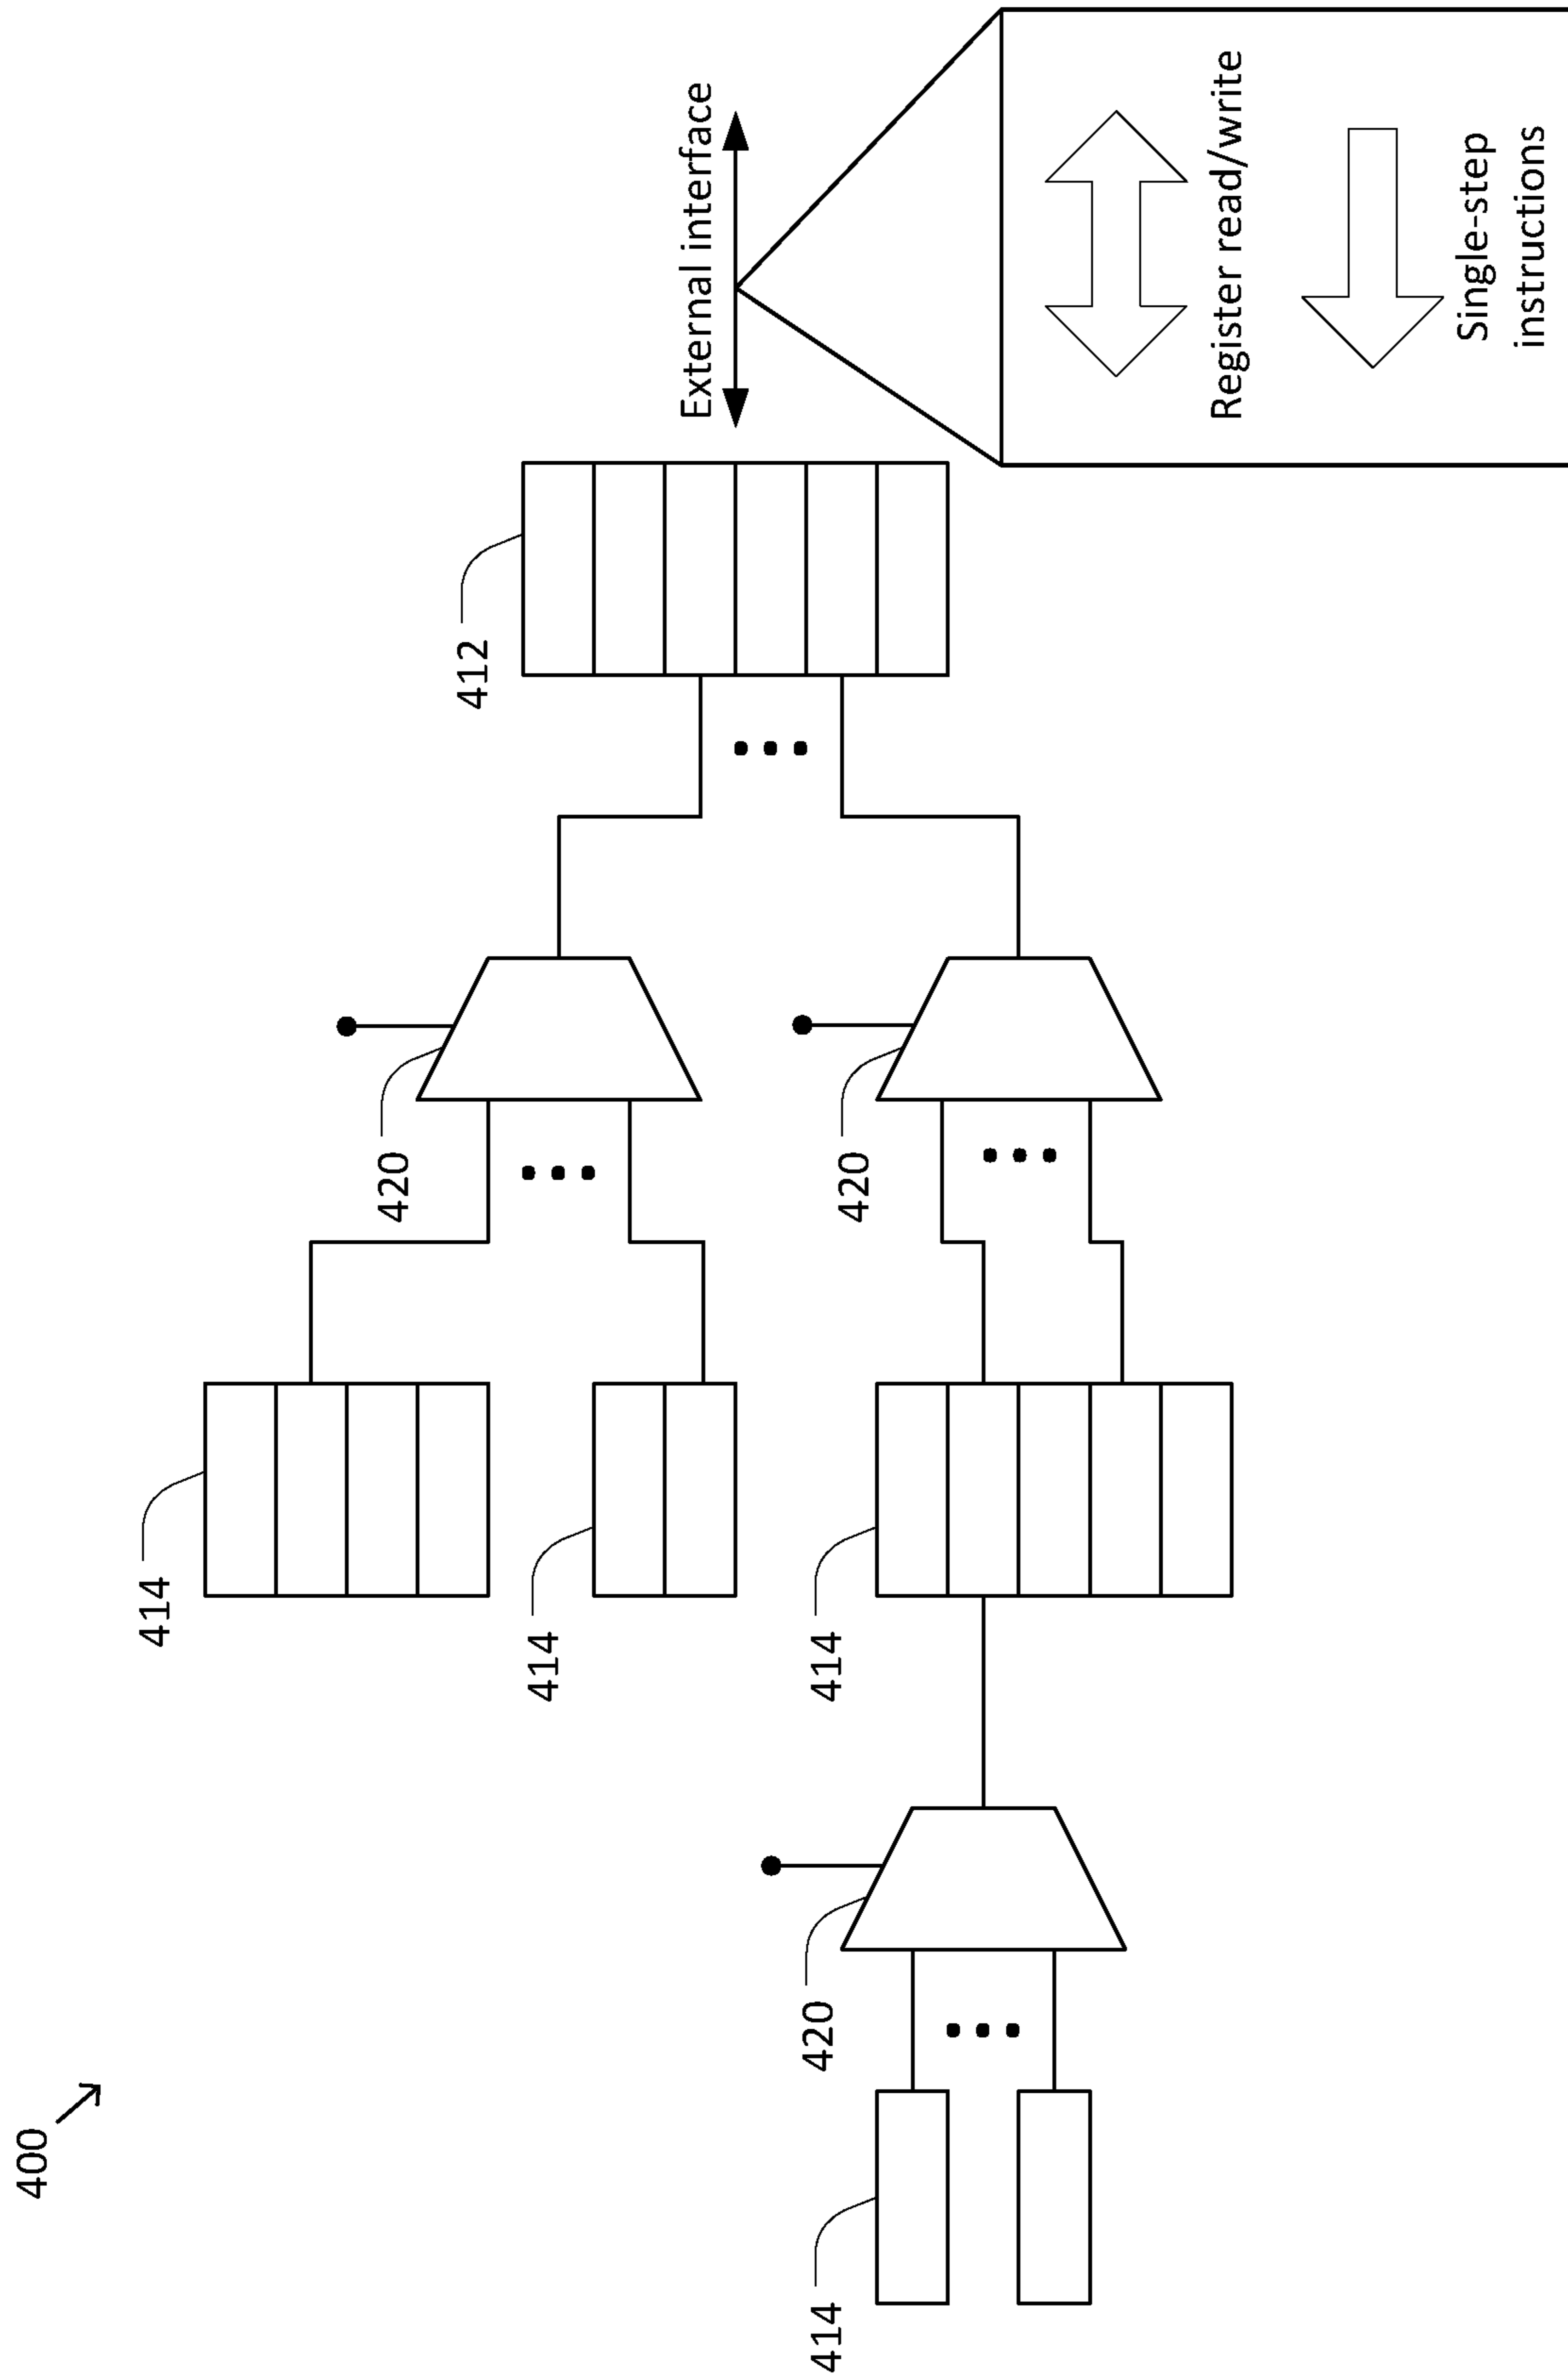 400
414
420
414
414
414
420
420
412
External interface
Register read/write
Single-step
instructions